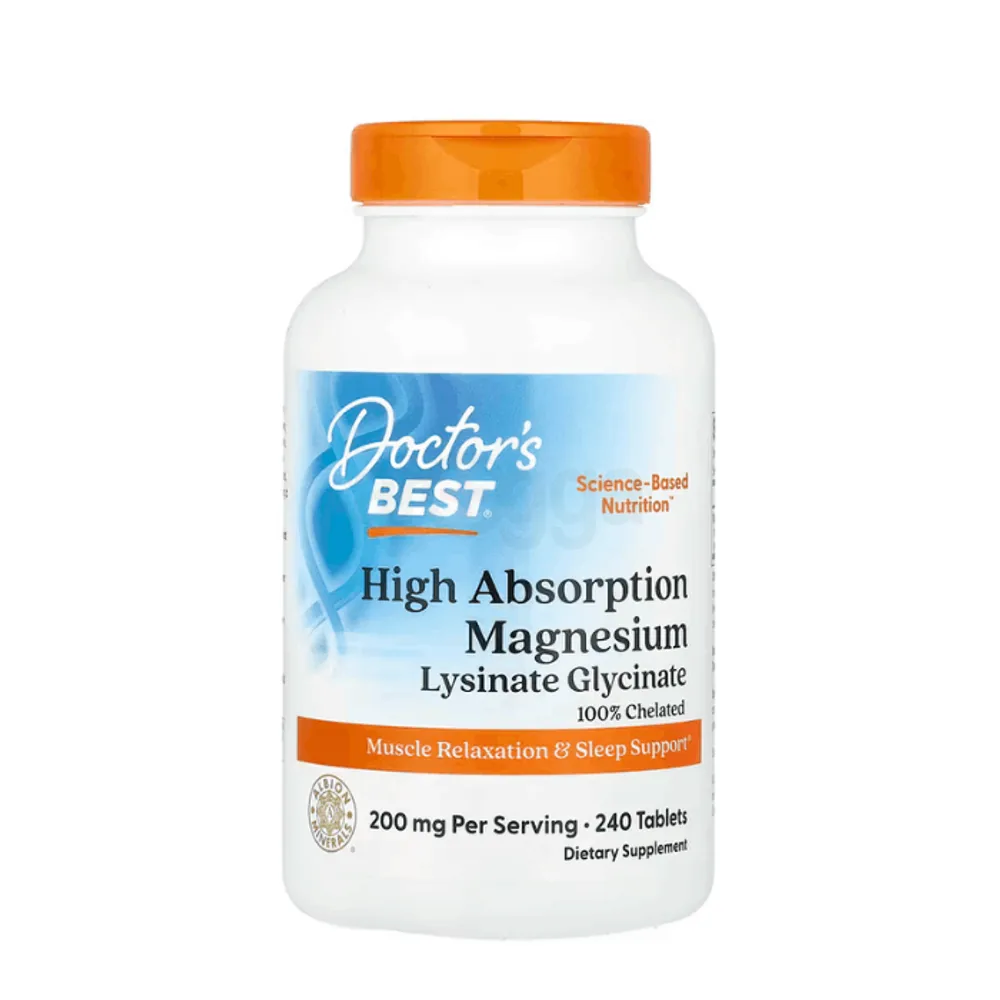 Doctor's
BEST®
Science-Based
Nutrition™
High Absorption
Magnesium
Lysinate Glycinate
100% Chelated
Muscle Relaxation & Sleep Support*
ALBION
MINERALS®
200 mg Per Serving • 240 Tablets
Dietary Supplement